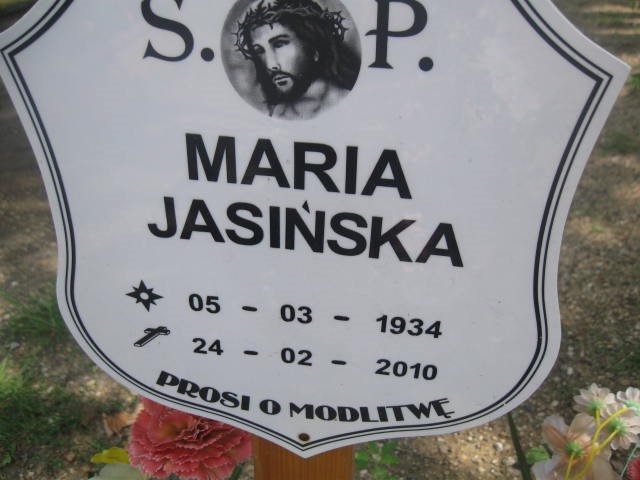 S. P.
MARIA
JASIŃSKA
05 - 03 - 1934
24 - 02 - 2010
PROSI O MODLITWĘ